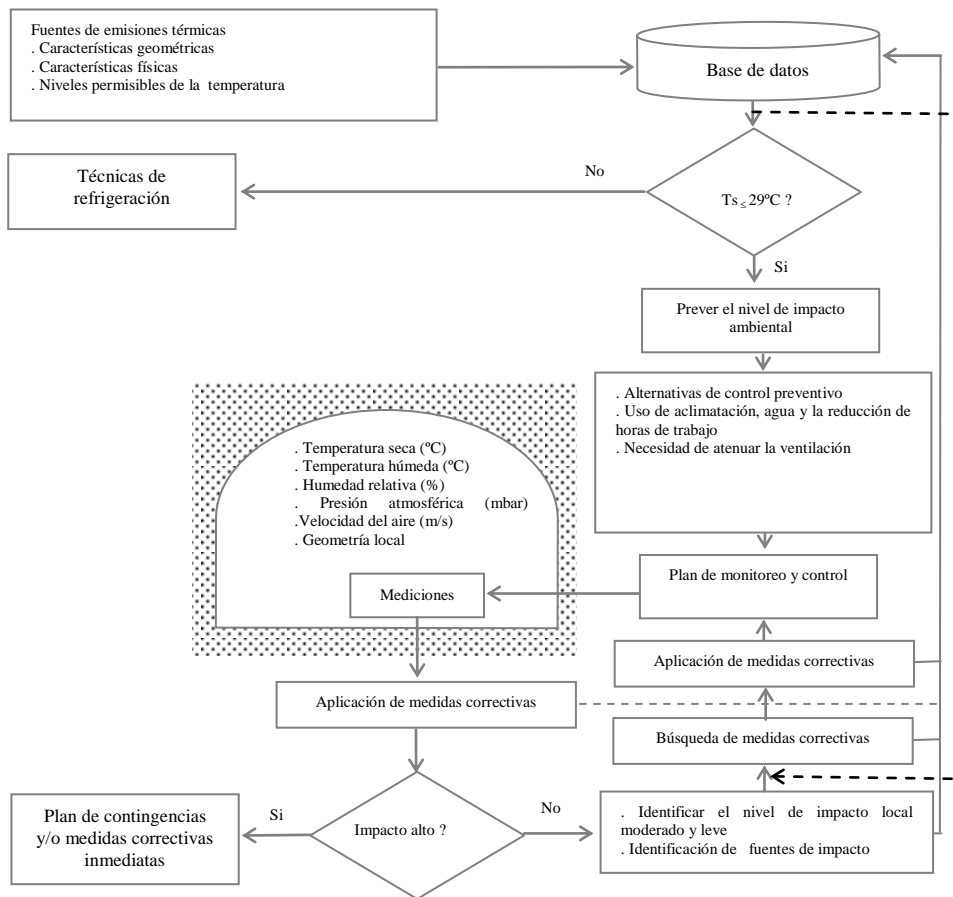 Fuentes de emisiones térmicas
. Características geométricas
. Características físicas
. Niveles permisibles de la temperatura
Base de datos
Técnicas de
refrigeración
No
Ts ≤ 29ºC ?
Si
Prever el nivel de impacto
ambiental
. Alternativas de control preventivo
. Uso de aclimatación, agua y la reducción de
horas de trabajo
. Necesidad de atenuar la ventilación
. Temperatura seca (ºC)
. Temperatura húmeda (ºC)
. Humedad relativa (%)
. Presión atmosférica (mbar)
.Velocidad del aire (m/s)
. Geometría local
Mediciones
Plan de monitoreo y control
Aplicación de medidas correctivas
Aplicación de medidas correctivas
Búsqueda de medidas correctivas
Plan de contingencias
y/o medidas correctivas
inmediatas
Si
Impacto alto ?
No
. Identificar el nivel de impacto local
moderado y leve
. Identificación de fuentes de impacto